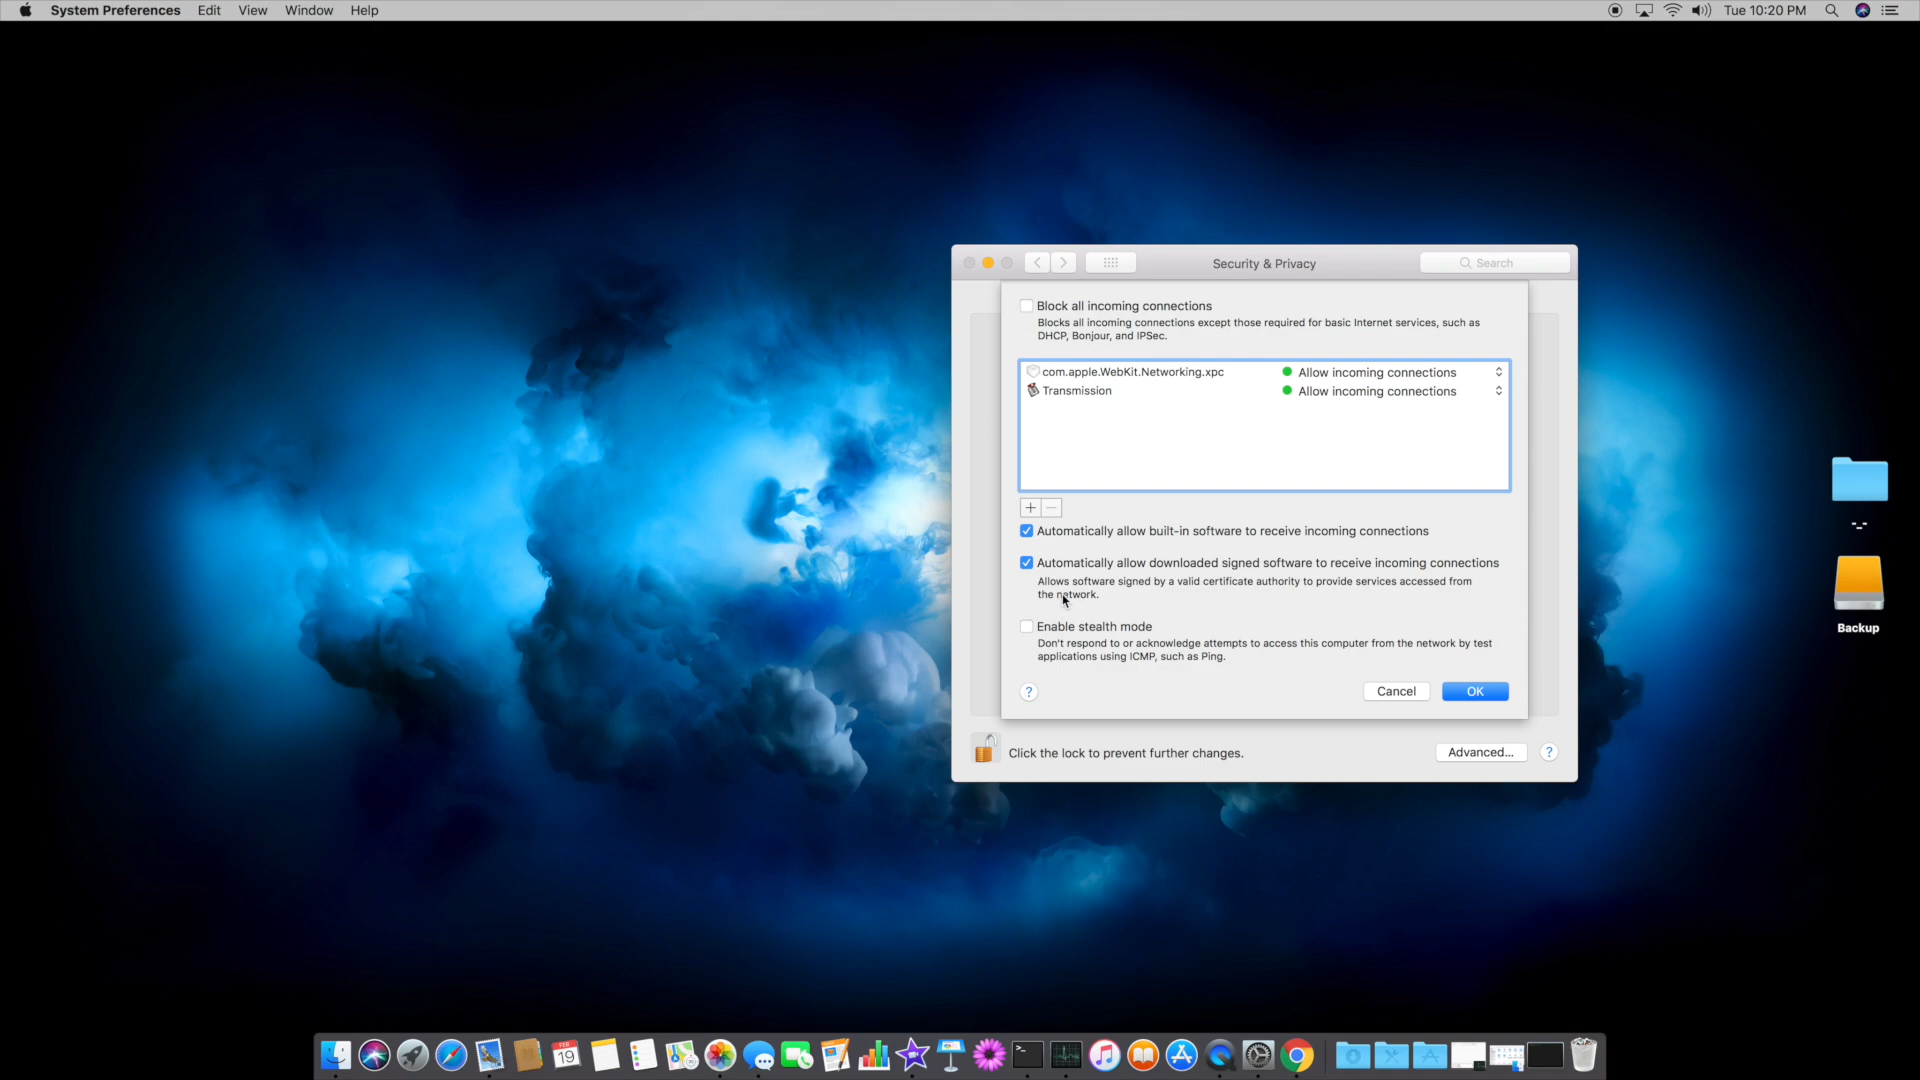 System Preferences Edit View Window Help Tue 10:20 PM
Security & Privacy Search
Block all incoming connections
Blocks all incoming connections except those required for basic Internet services, such as
DHCP, Bonjour, and IPSec.
com.apple.WebKit.Networking.xpc Allow incoming connections
Transmission Allow incoming connections
Automatically allow built-in software to receive incoming connections
Automatically allow downloaded signed software to receive incoming connections
Allows software signed by a valid certificate authority to provide services accessed from
the network.
Enable stealth mode
Don't respond to or acknowledge attempts to access this computer from the network by test
applications using ICMP, such as Ping.
? Cancel OK
Click the lock to prevent further changes. Advanced... ?
-_-
Backup
FEB
19